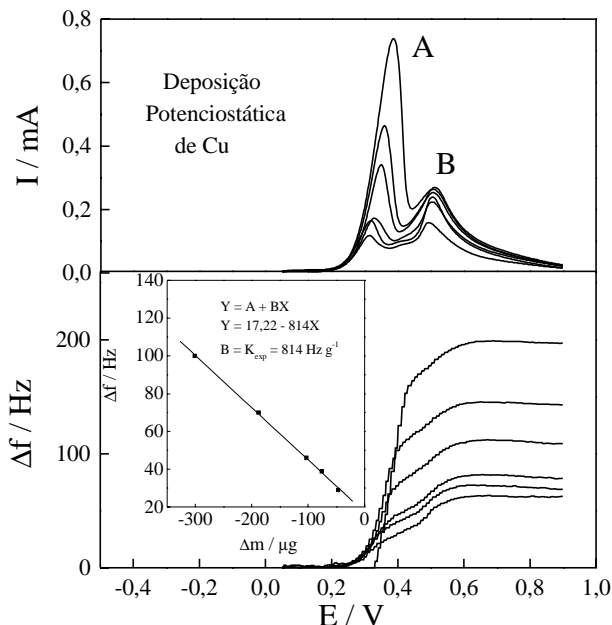 0,8
0,6
0,4
0,2
0,0
I / mA
Deposição
Potenciostática
de Cu
A
B
200
100
0
Δf / Hz
140
120
100
80
60
40
20
Δf / Hz
Y = A + BX
Y = 17,22 - 814X
B = K_exp = 814 Hz g⁻¹
-300 -200 -100 0
Δm / µg
-0,4 -0,2 0,0 0,2 0,4 0,6 0,8 1,0
E / V